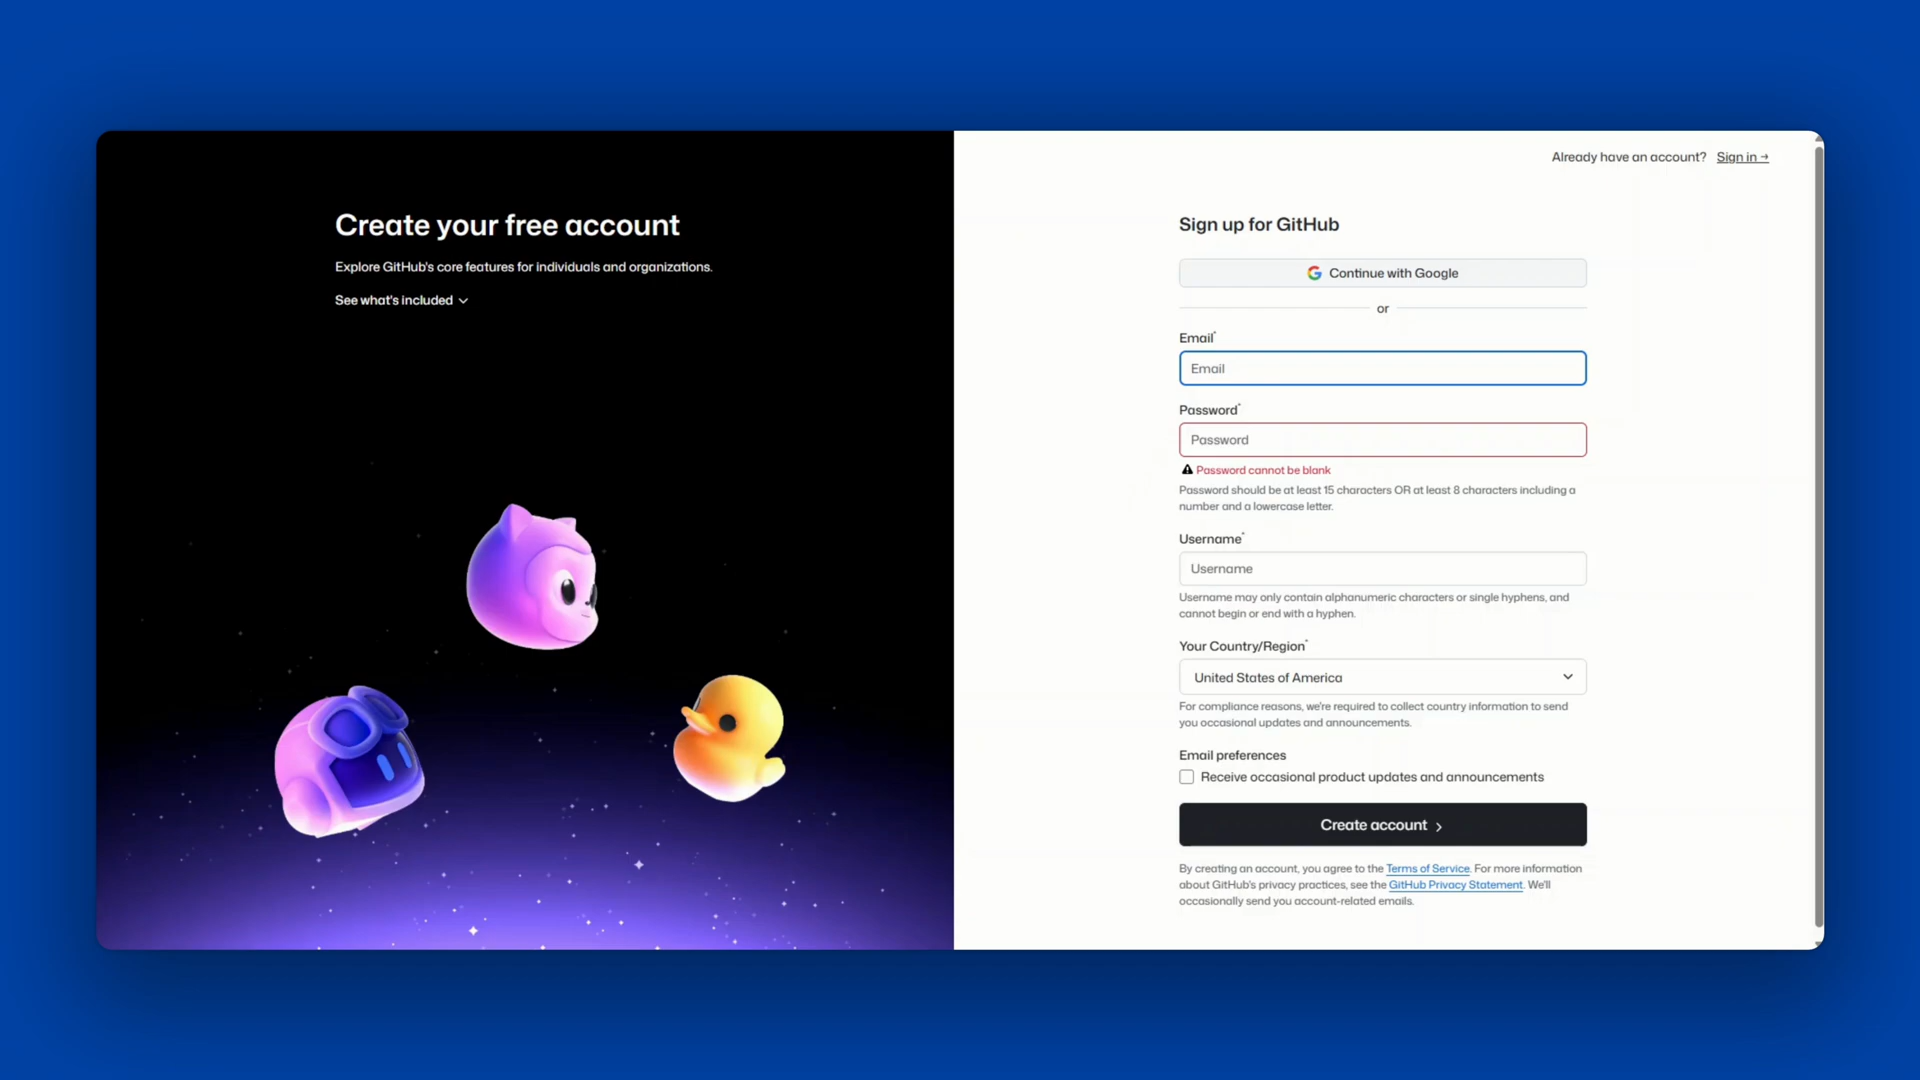 Already have an account? Sign in →
Create your free account
Explore GitHub's core features for individuals and organizations.
See what's included
Sign up for GitHub
Continue with Google
or
Email*
Email
Password*
Password
Password cannot be blank
Password should be at least 15 characters OR at least 8 characters including a
number and a lowercase letter.
Username*
Username
Username may only contain alphanumeric characters or single hyphens, and
cannot begin or end with a hyphen.
Your Country/Region*
United States of America
For compliance reasons, we're required to collect country information to send
you occasional updates and announcements.
Email preferences
Receive occasional product updates and announcements
Create account
By creating an account, you agree to the Terms of Service. For more information
about GitHub's privacy practices, see the GitHub Privacy Statement. We'll
occasionally send you account-related emails.